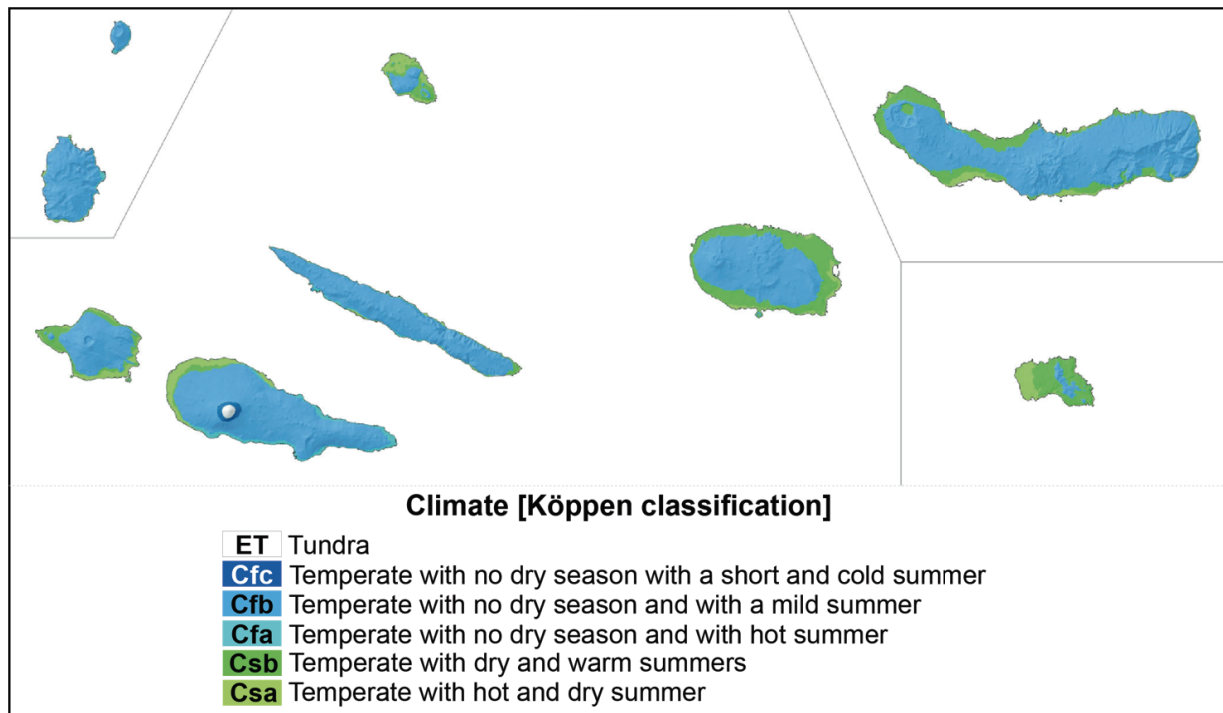 Climate [Köppen classification]
ET Tundra
Cfc Temperate with no dry season with a short and cold summer
Cfb Temperate with no dry season and with a mild summer
Cfa Temperate with no dry season and with hot summer
Csb Temperate with dry and warm summers
Csa Temperate with hot and dry summer